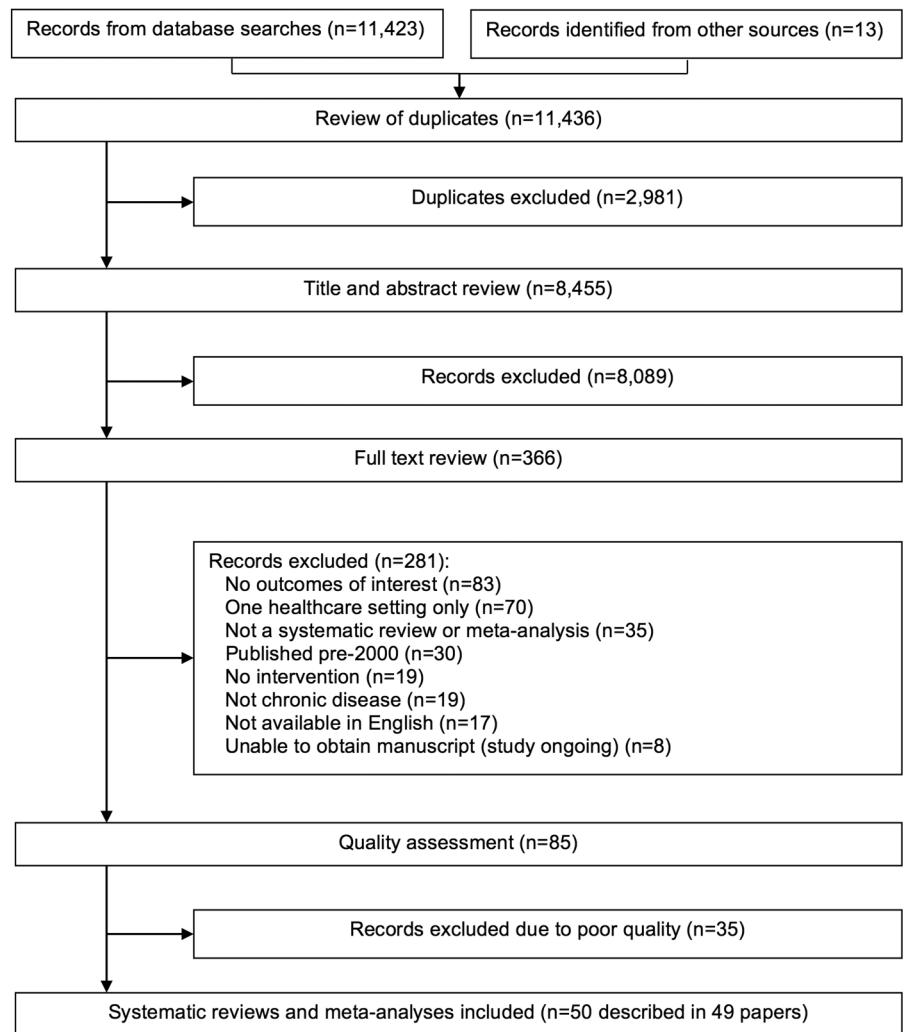 Records from database searches (n=11,423)
Records identified from other sources (n=13)
Review of duplicates (n=11,436)
Duplicates excluded (n=2,981)
Title and abstract review (n=8,455)
Records excluded (n=8,089)
Full text review (n=366)
Records excluded (n=281):
No outcomes of interest (n=83)
One healthcare setting only (n=70)
Not a systematic review or meta-analysis (n=35)
Published pre-2000 (n=30)
No intervention (n=19)
Not chronic disease (n=19)
Not available in English (n=17)
Unable to obtain manuscript (study ongoing) (n=8)
Quality assessment (n=85)
Records excluded due to poor quality (n=35)
Systematic reviews and meta-analyses included (n=50 described in 49 papers)